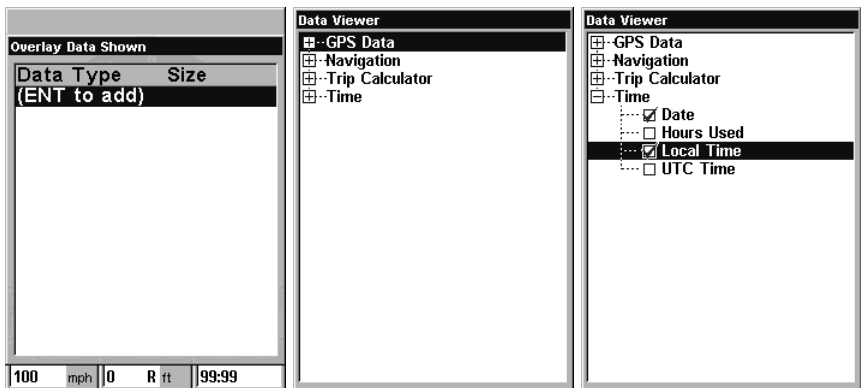 Overlay Data Shown
Data Type Size
(ENT to add)
100 mph 0 R ft 99:99
Data Viewer
GPS Data
Navigation
Trip Calculator
Time
Data Viewer
GPS Data
Navigation
Trip Calculator
Time
Date
Hours Used
Local Time
UTC Time